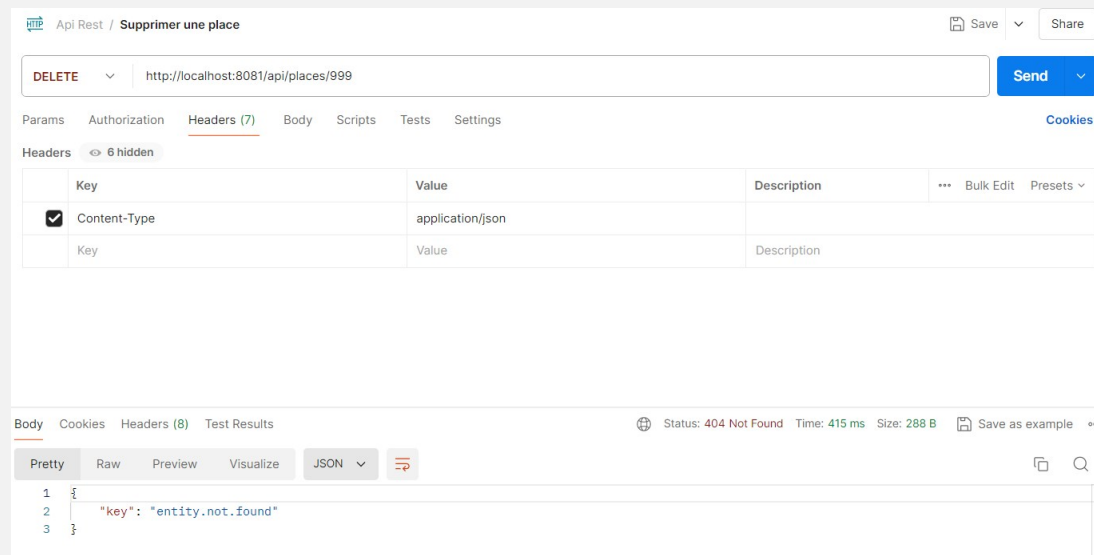 HTTP Api Rest / Supprimer une place Save Share
DELETE http://localhost:8081/api/places/999 Send
Params Authorization Headers (7) Body Scripts Tests Settings Cookies
Headers 6 hidden
Key Value Description ••• Bulk Edit Presets
Content-Type application/json
Key Value Description
Body Cookies Headers (8) Test Results Status: 404 Not Found Time: 415 ms Size: 288 B Save as example
Pretty Raw Preview Visualize JSON
1 {
2 "key": "entity.not.found"
3 }